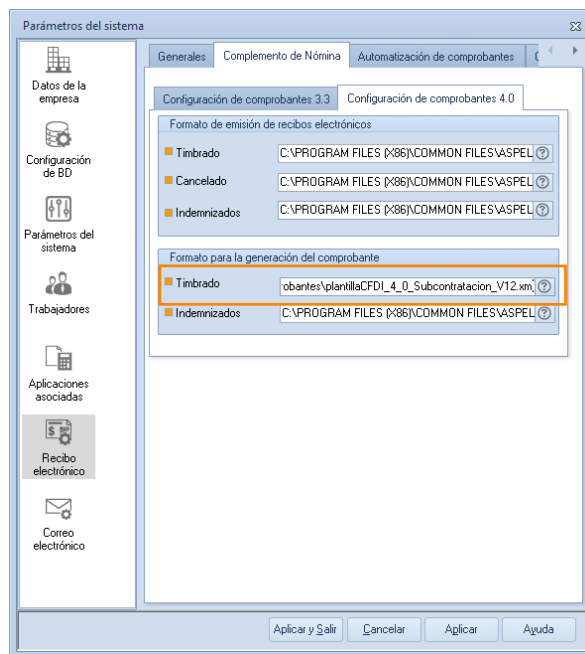 Parámetros del sistema
Datos de la
empresa
Configuración
de BD
Parámetros del
sistema
Trabajadores
Aplicaciones
asociadas
Recibo
electrónico
Correo
electrónico
Generales
Complemento de Nómina
Automatización de comprobantes
Configuración de comprobantes 3.3
Configuración de comprobantes 4.0
Formato de emisión de recibos electrónicos
Timbrado C:\PROGRAM FILES (X86)\COMMON FILES\ASPEL ?
Cancelado C:\PROGRAM FILES (X86)\COMMON FILES\ASPEL ?
Indemnizados C:\PROGRAM FILES (X86)\COMMON FILES\ASPEL ?
Formato para la generación del comprobante
Timbrado robantes\plantillaCFDI_4_0_Subcontratacion_V12.xm ?
Indemnizados C:\PROGRAM FILES (X86)\COMMON FILES\ASPEL ?
Aplicar y Salir
Cancelar
Aplicar
Ayuda